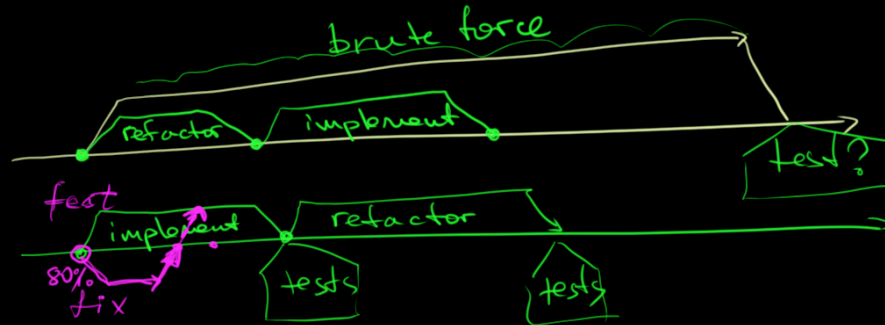 brute force
refactor implement
test?
feat
implement refactor
80%
fix
tests tests